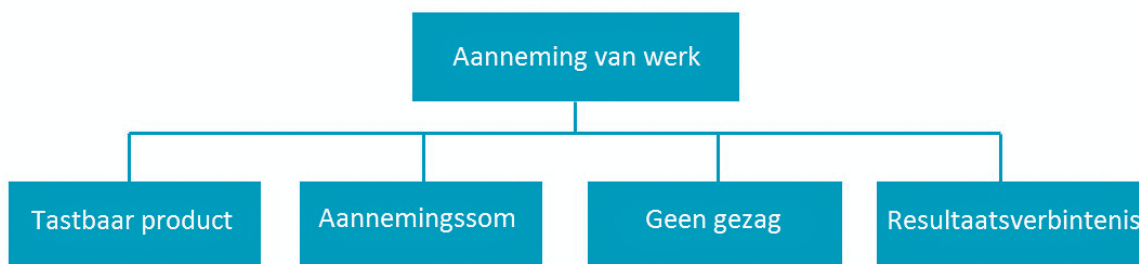 Aanneming van werk
Tastbaar product
Aannemingssom
Geen gezag
Resultaatsverbintenis